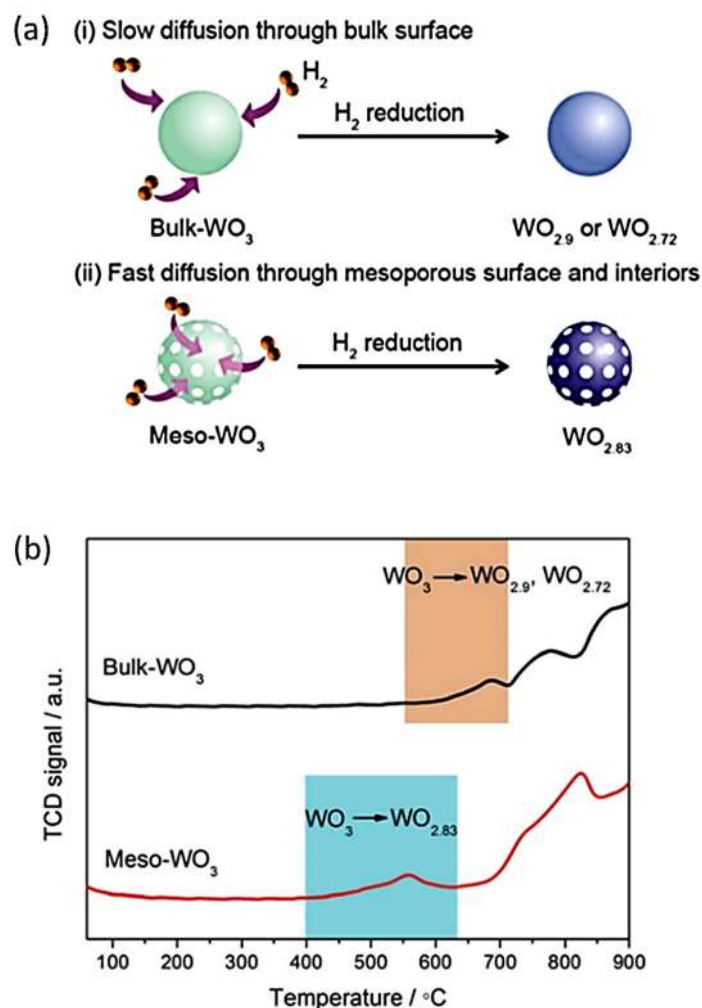 (a) (i) Slow diffusion through bulk surface
H₂
H₂ reduction
Bulk-WO₃
WO₂.₉ or WO₂.₇₂
(ii) Fast diffusion through mesoporous surface and interiors
H₂ reduction
Meso-WO₃
WO₂.₈₃
(b)
WO₃ → WO₂.₉, WO₂.₇₂
Bulk-WO₃
WO₃ → WO₂.₈₃
Meso-WO₃
TCD signal / a.u.
100 200 300 400 500 600 700 800 900
Temperature / °C